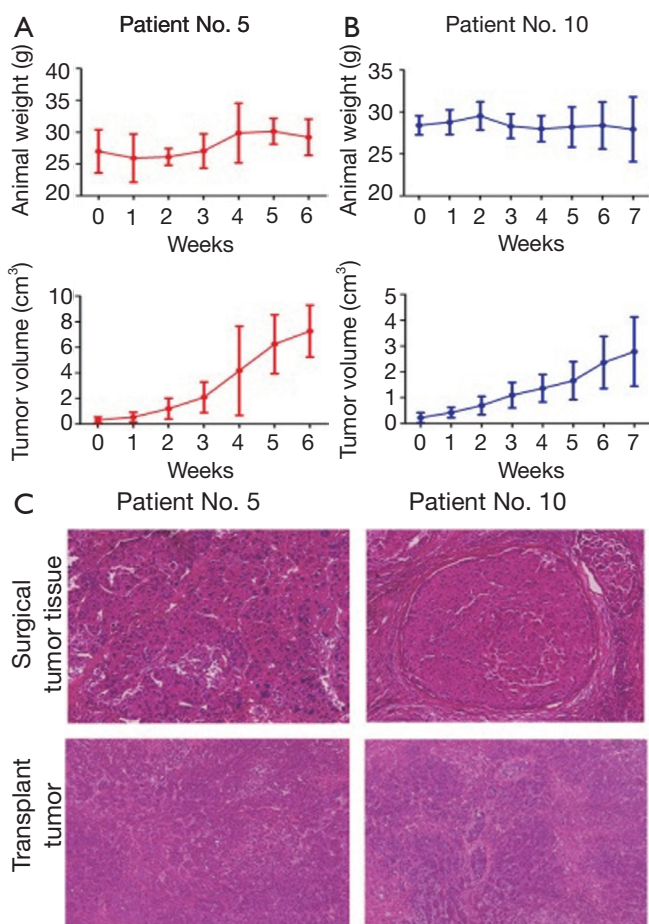 A
Patient No. 5
Animal weight (g)
40
35
30
25
20
0 1 2 3 4 5 6
Weeks
Tumor volume (cm³)
10
8
6
4
2
0
0 1 2 3 4 5 6
Weeks
B
Patient No. 10
Animal weight (g)
35
30
25
20
0 1 2 3 4 5 6 7
Weeks
Tumor volume (cm³)
5
4
3
2
1
0
0 1 2 3 4 5 6 7
Weeks
C
Patient No. 5
Patient No. 10
Surgical
tumor tissue
Transplant
tumor